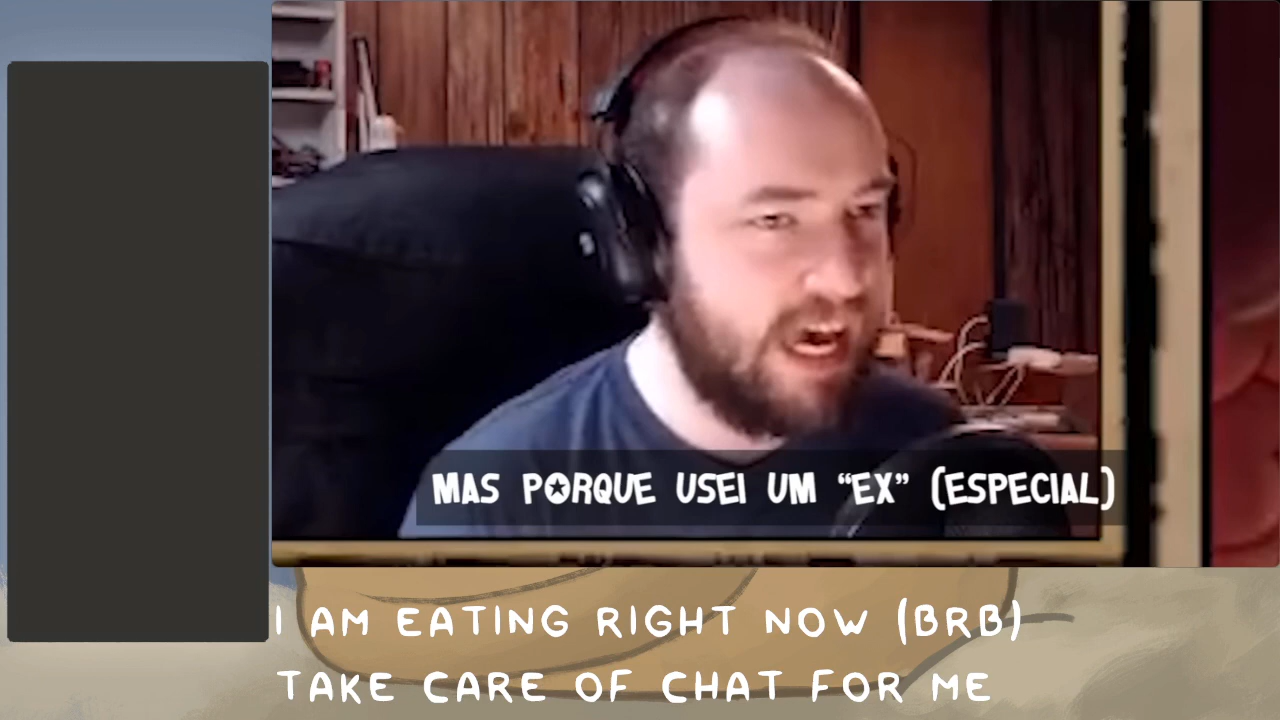 MAS PORQUE USEI UM “EX” (ESPECIAL)
I AM EATING RIGHT NOW (BRB)
TAKE CARE OF CHAT FOR ME